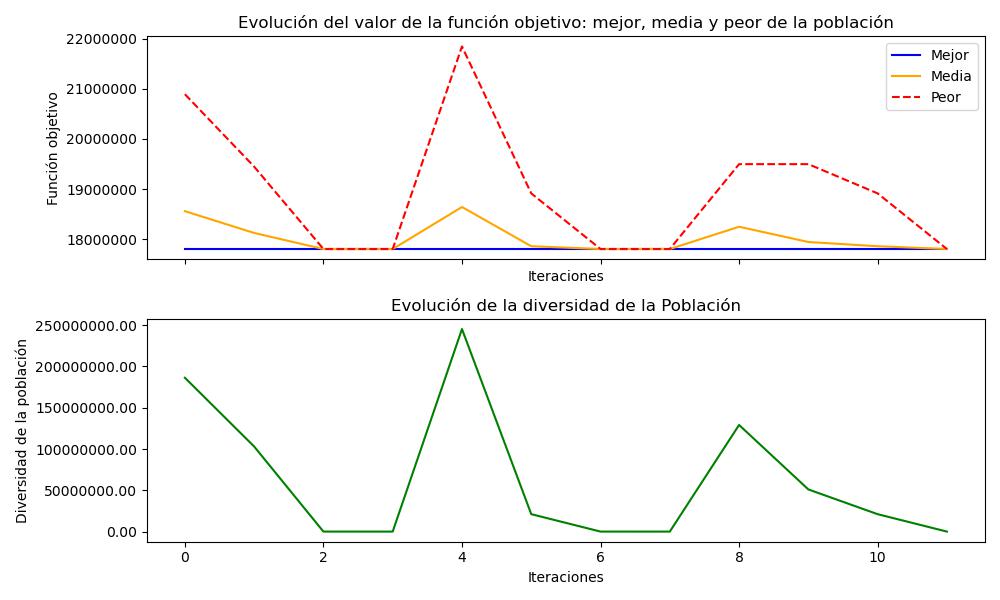 Evolución del valor de la función objetivo: mejor, media y peor de la población
22000000
21000000
20000000
19000000
18000000
Función objetivo
Mejor
Media
Peor
Iteraciones
Evolución de la diversidad de la Población
250000000.00
200000000.00
150000000.00
100000000.00
50000000.00
0.00
Diversidad de la población
0 2 4 6 8 10
Iteraciones